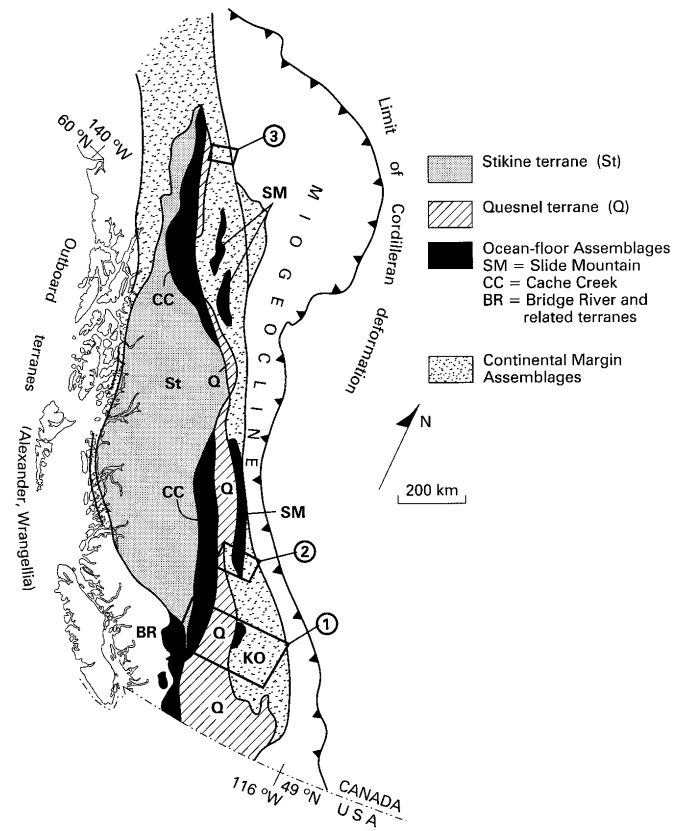 60 °N
140 °W
3
SM
MIOGEOCLINE
Limit of Cordilleran deformation
Outboard terranes
(Alexander, Wrangellia)
CC
St
Q
CC
Q
SM
2
1
BR
Q
KO
Q
116 °W
49 °N
CANADA
USA
Stikine terrane (St)
Quesnel terrane (Q)
Ocean-floor Assemblages
SM = Slide Mountain
CC = Cache Creek
BR = Bridge River and
related terranes
Continental Margin
Assemblages
N
200 km